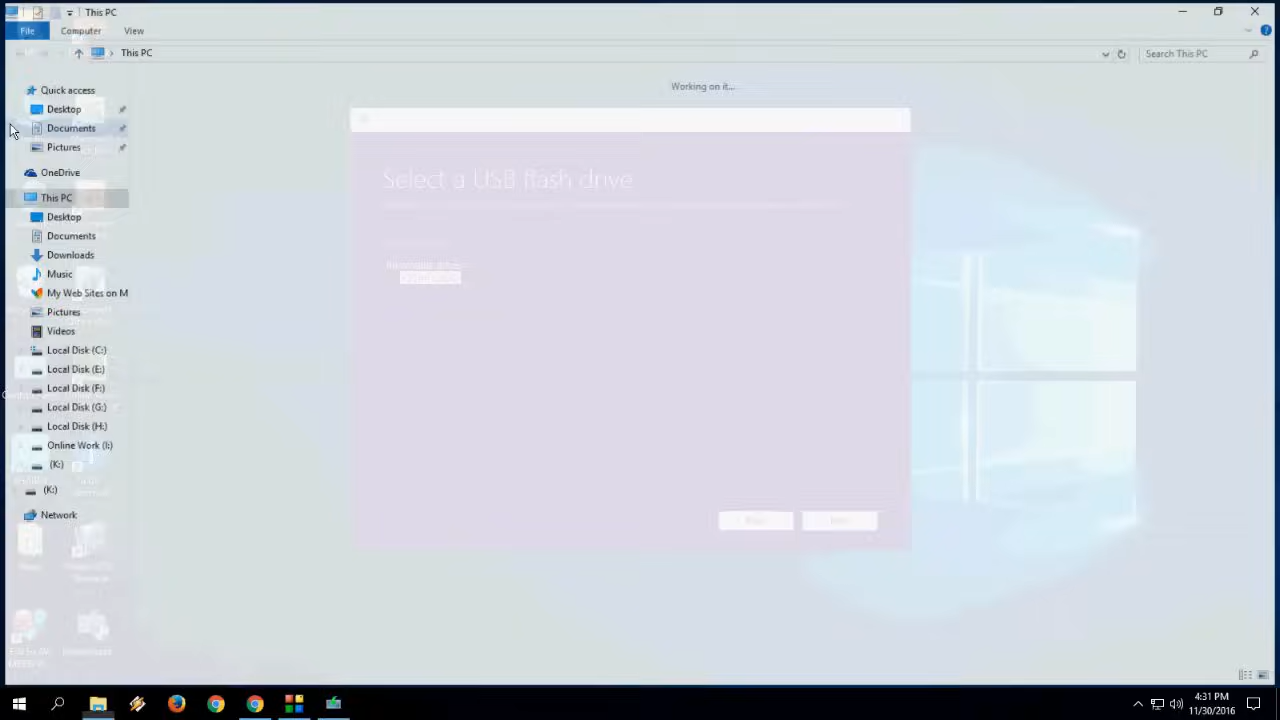 This PC
File
Computer
View
This PC
Search This PC
Working on it...
Quick access
Desktop
Documents
Pictures
OneDrive
This PC
Desktop
Documents
Downloads
Music
My Web Sites on M
Pictures
Videos
Local Disk (C:)
Local Disk (E:)
Local Disk (F:)
Local Disk (G:)
Local Disk (H:)
Online Work (I:)
(K:)
(K:)
Network
Select a USB flash drive
4:31 PM
11/30/2016